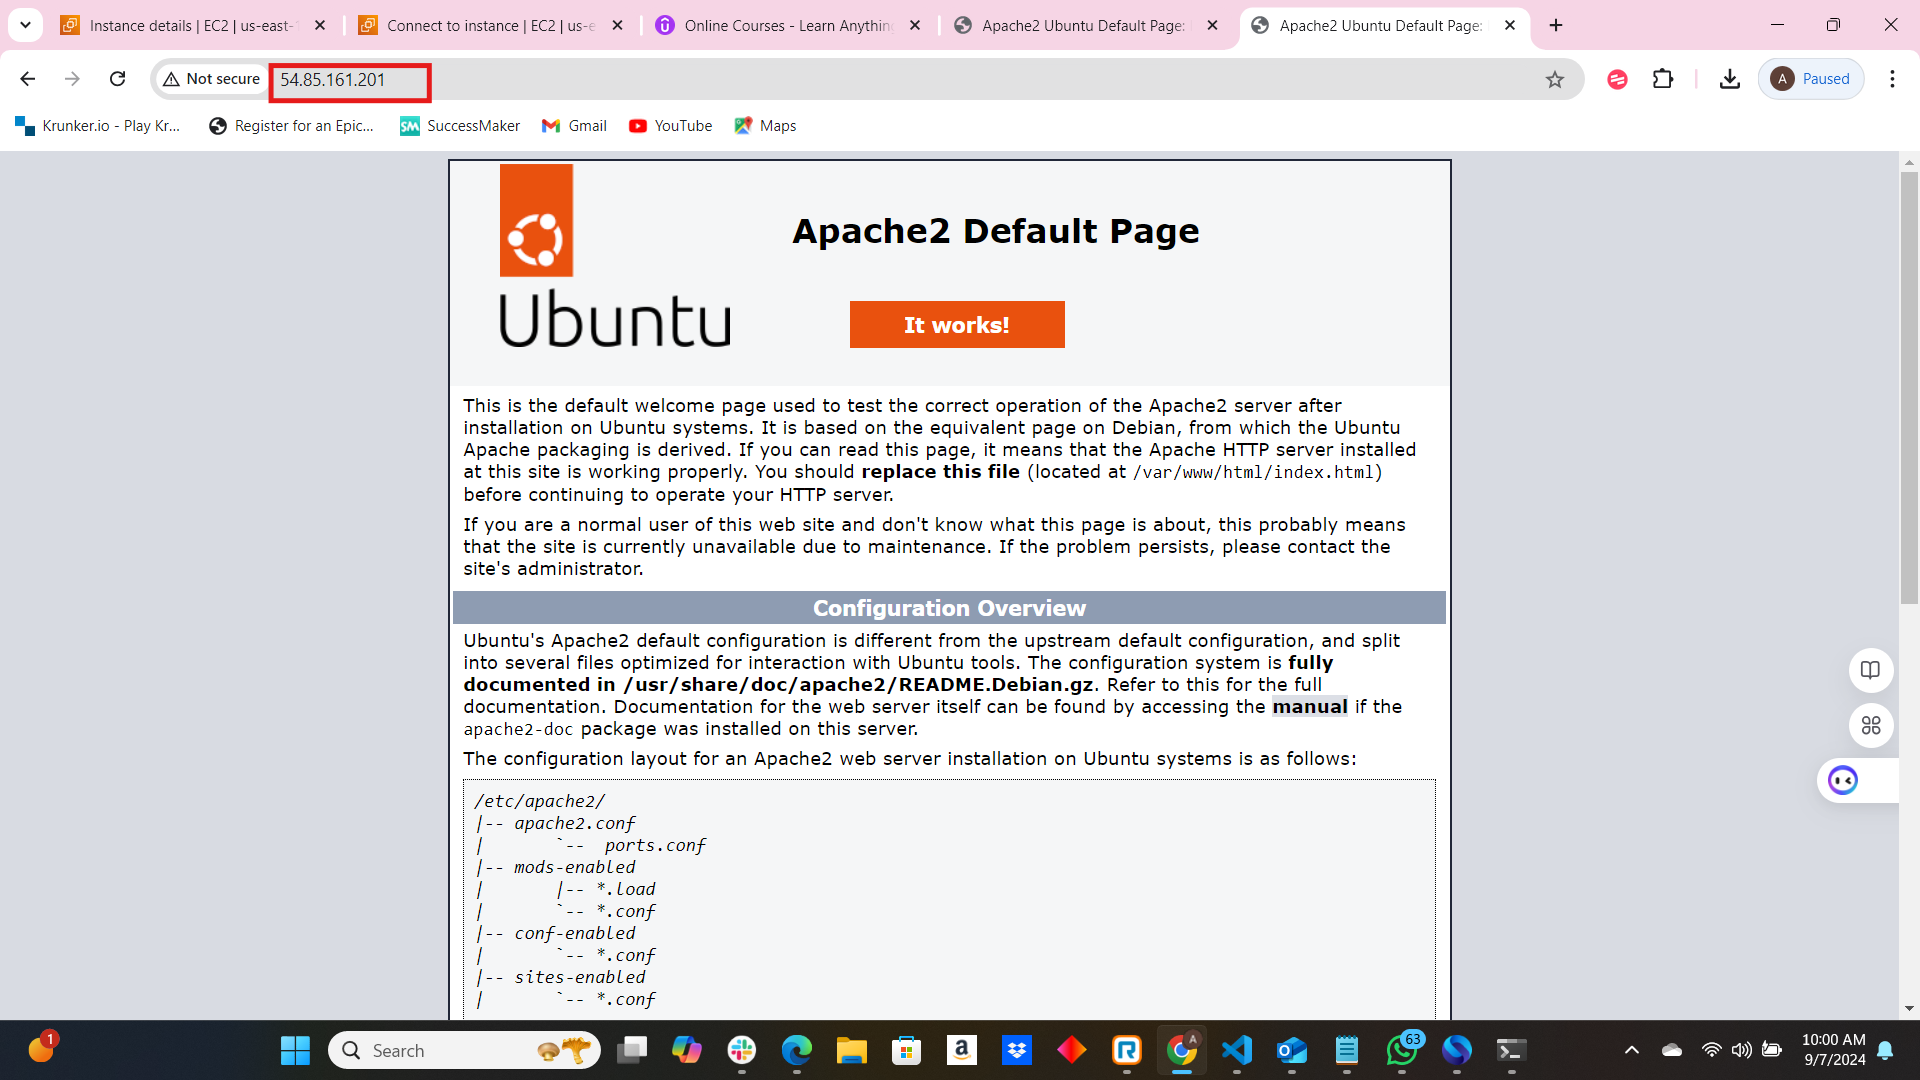 Instance details | EC2 | us-east-1
Connect to instance | EC2 | us-e
Online Courses - Learn Anything
Apache2 Ubuntu Default Page:
Apache2 Ubuntu Default Page:
Not secure
54.85.161.201
A
Paused
Krunker.io - Play Kr...
Register for an Epic...
SM
SuccessMaker
Gmail
YouTube
Maps
Ubuntu
Apache2 Default Page
It works!
This is the default welcome page used to test the correct operation of the Apache2 server after
installation on Ubuntu systems. It is based on the equivalent page on Debian, from which the Ubuntu
Apache packaging is derived. If you can read this page, it means that the Apache HTTP server installed
at this site is working properly. You should replace this file (located at /var/www/html/index.html)
before continuing to operate your HTTP server.
If you are a normal user of this web site and don't know what this page is about, this probably means
that the site is currently unavailable due to maintenance. If the problem persists, please contact the
site's administrator.
Configuration Overview
Ubuntu's Apache2 default configuration is different from the upstream default configuration, and split
into several files optimized for interaction with Ubuntu tools. The configuration system is fully
documented in /usr/share/doc/apache2/README.Debian.gz. Refer to this for the full
documentation. Documentation for the web server itself can be found by accessing the manual if the
apache2-doc package was installed on this server.
The configuration layout for an Apache2 web server installation on Ubuntu systems is as follows:
/etc/apache2/
|-- apache2.conf
|       `--  ports.conf
|-- mods-enabled
|       |-- *.load
|       `-- *.conf
|-- conf-enabled
|       `-- *.conf
|-- sites-enabled
|       `-- *.conf
1
Search
a
R
A
63
10:00 AM
9/7/2024